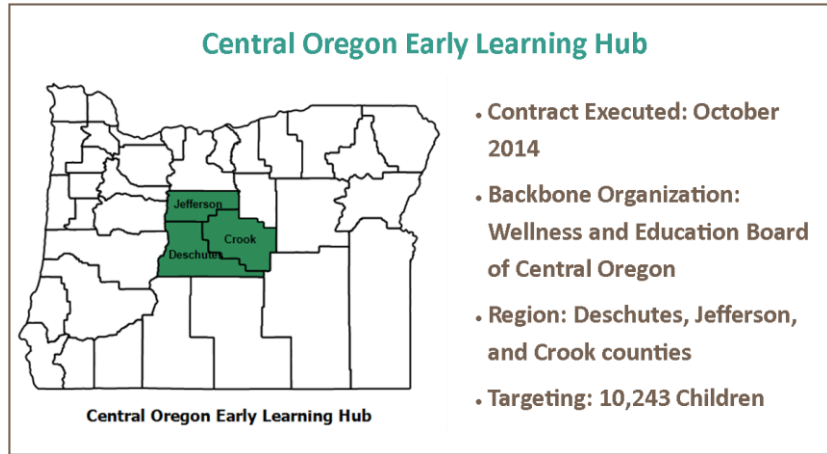 Central Oregon Early Learning Hub
Jefferson
Crook
Deschutes
Central Oregon Early Learning Hub
• Contract Executed: October
2014
• Backbone Organization:
Wellness and Education Board
of Central Oregon
• Region: Deschutes, Jefferson,
and Crook counties
• Targeting: 10,243 Children